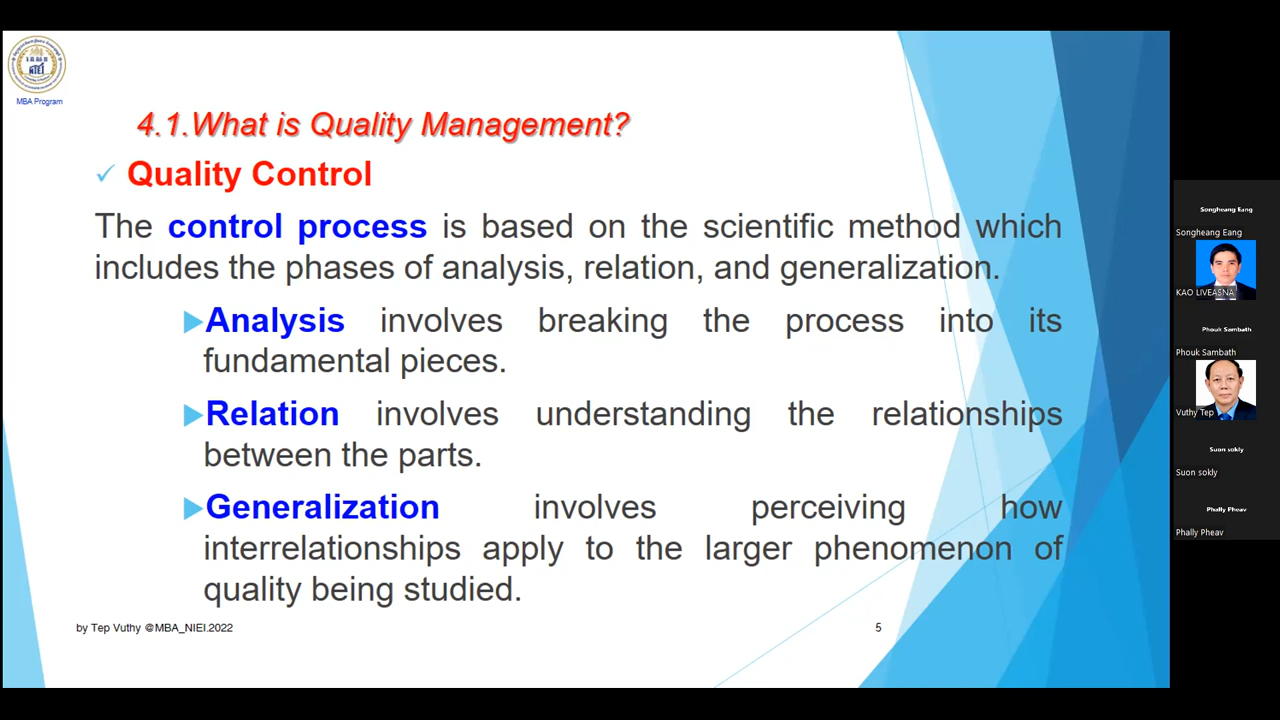 NIEI
MBA Program
4.1.What is Quality Management?
✓ Quality Control
The control process is based on the scientific method which
includes the phases of analysis, relation, and generalization.
Analysis involves breaking the process into its
fundamental pieces.
Relation involves understanding the relationships
between the parts.
Generalization involves perceiving how
interrelationships apply to the larger phenomenon of
quality being studied.
by Tep Vuthy @MBA_NIEI.2022
5
Songheang Eang
Songheang Eang
KAO LIVEASNA
Phouk Sambath
Phouk Sambath
Vuthy Tep
Suon sokly
Suon sokly
Phally Pheav
Phally Pheav